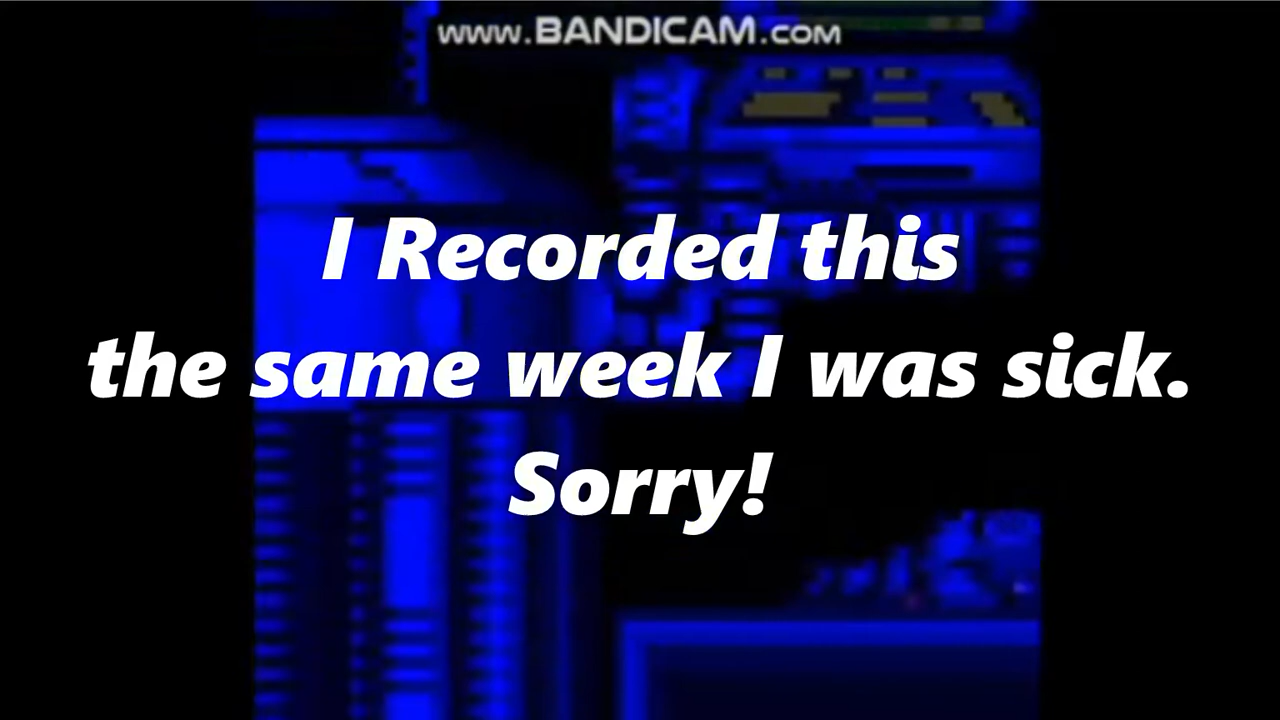 www.BANDICAM.COM
I Recorded this
the same week I was sick.
Sorry!